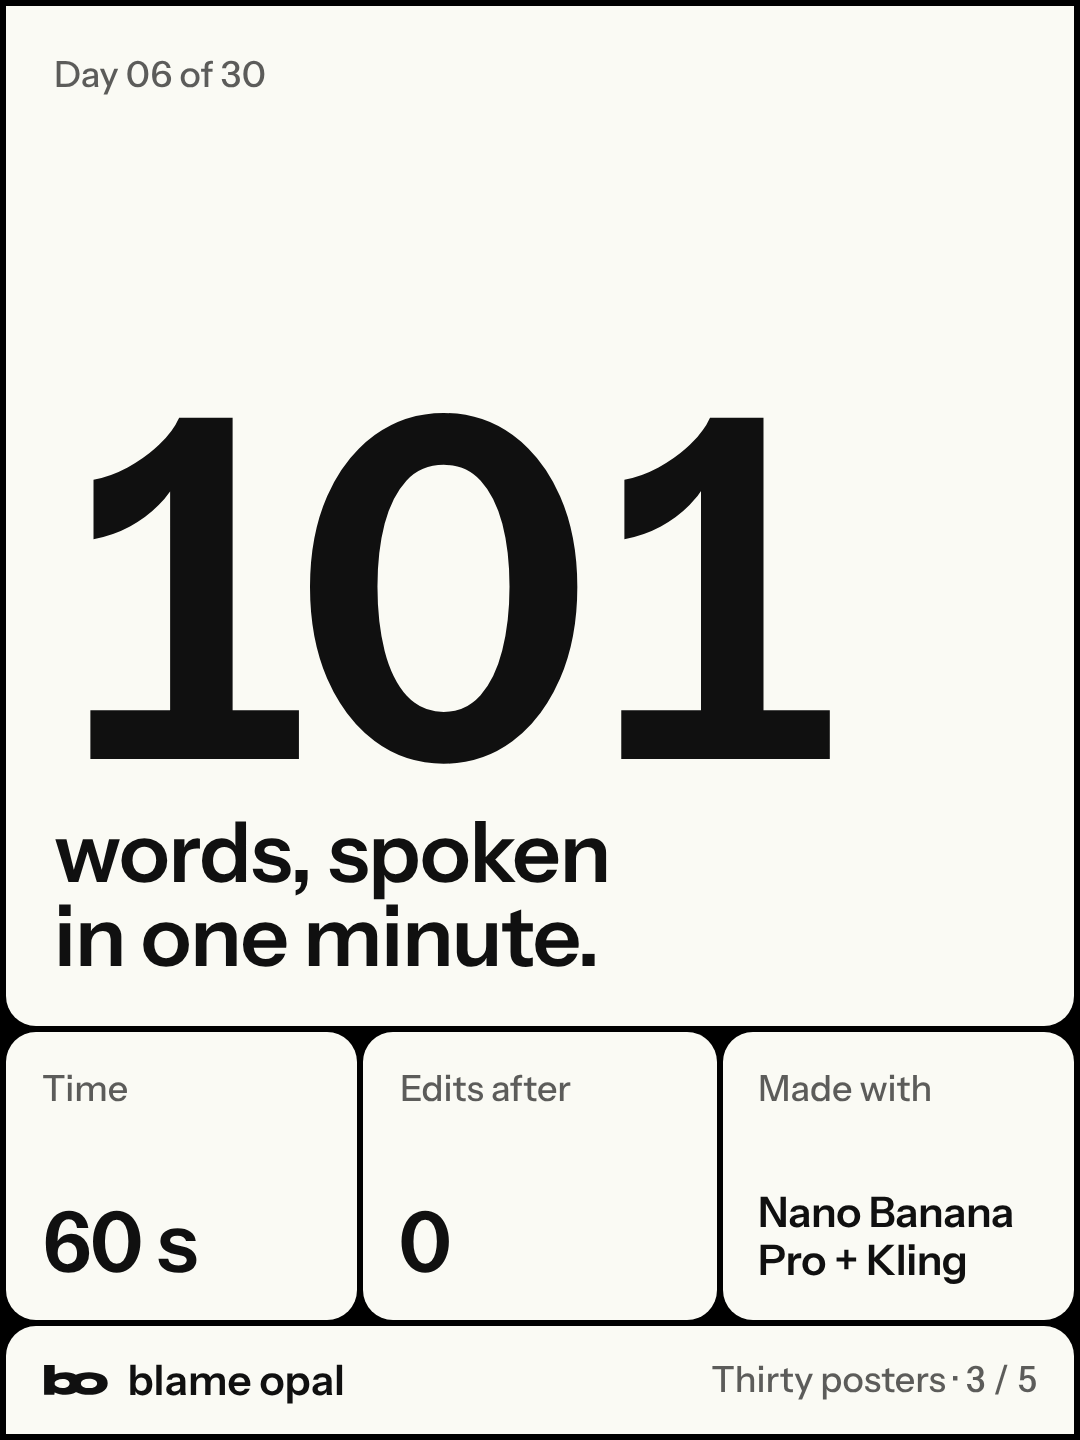 Day 06 of 30
101
words, spoken
in one minute.
Time
60 s
Edits after
0
Made with
Nano Banana
Pro + Kling
bo blame opal
Thirty posters · 3 / 5